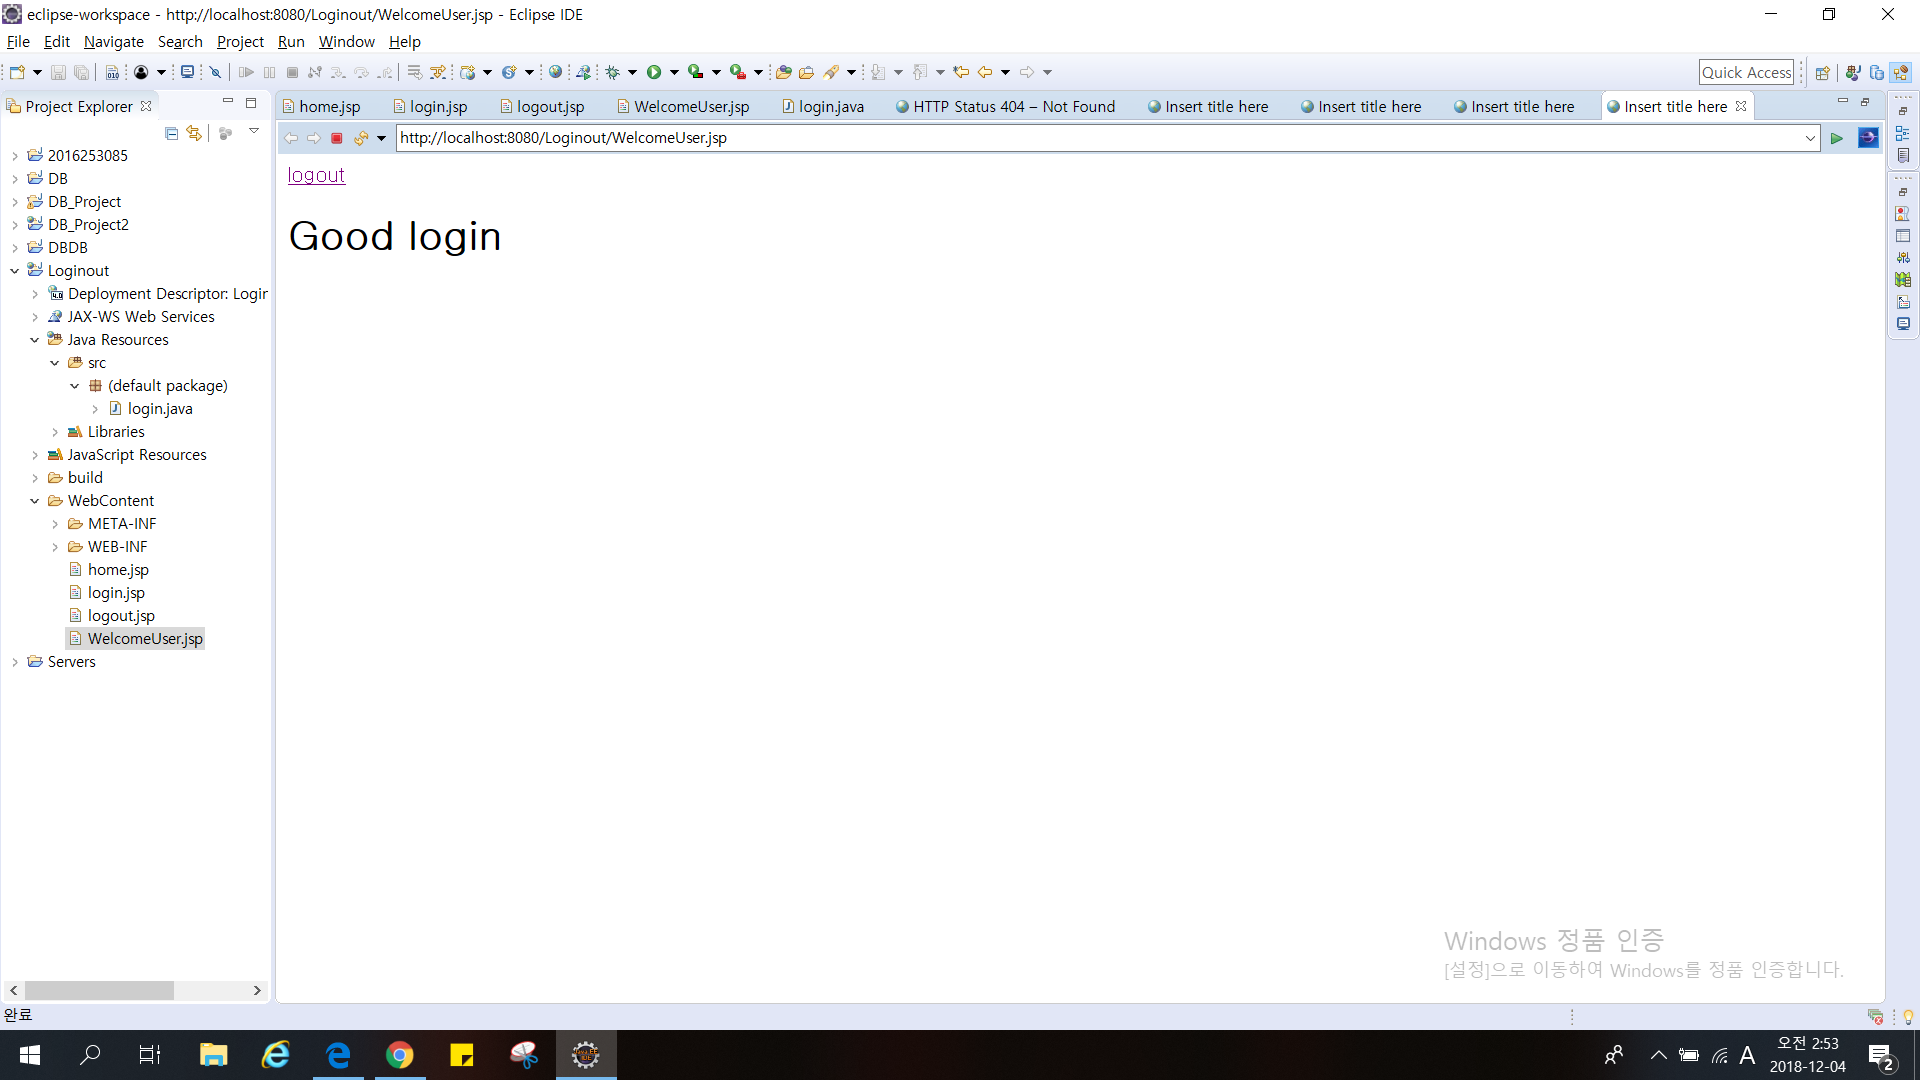 eclipse-workspace - http://localhost:8080/Loginout/WelcomeUser.jsp - Eclipse IDE
File Edit Navigate Search Project Run Window Help
Quick Access
Project Explorer
home.jsp login.jsp logout.jsp WelcomeUser.jsp login.java HTTP Status 404 – Not Found Insert title here Insert title here Insert title here Insert title here
http://localhost:8080/Loginout/WelcomeUser.jsp
2016253085
DB
DB_Project
DB_Project2
DBDB
Loginout
Deployment Descriptor: Login
JAX-WS Web Services
Java Resources
src
(default package)
login.java
Libraries
JavaScript Resources
build
WebContent
META-INF
WEB-INF
home.jsp
login.jsp
logout.jsp
WelcomeUser.jsp
Servers
logout
Good login
Windows 정품 인증
[설정]으로 이동하여 Windows를 정품 인증합니다.
완료
A
오전 2:53
2018-12-04
2